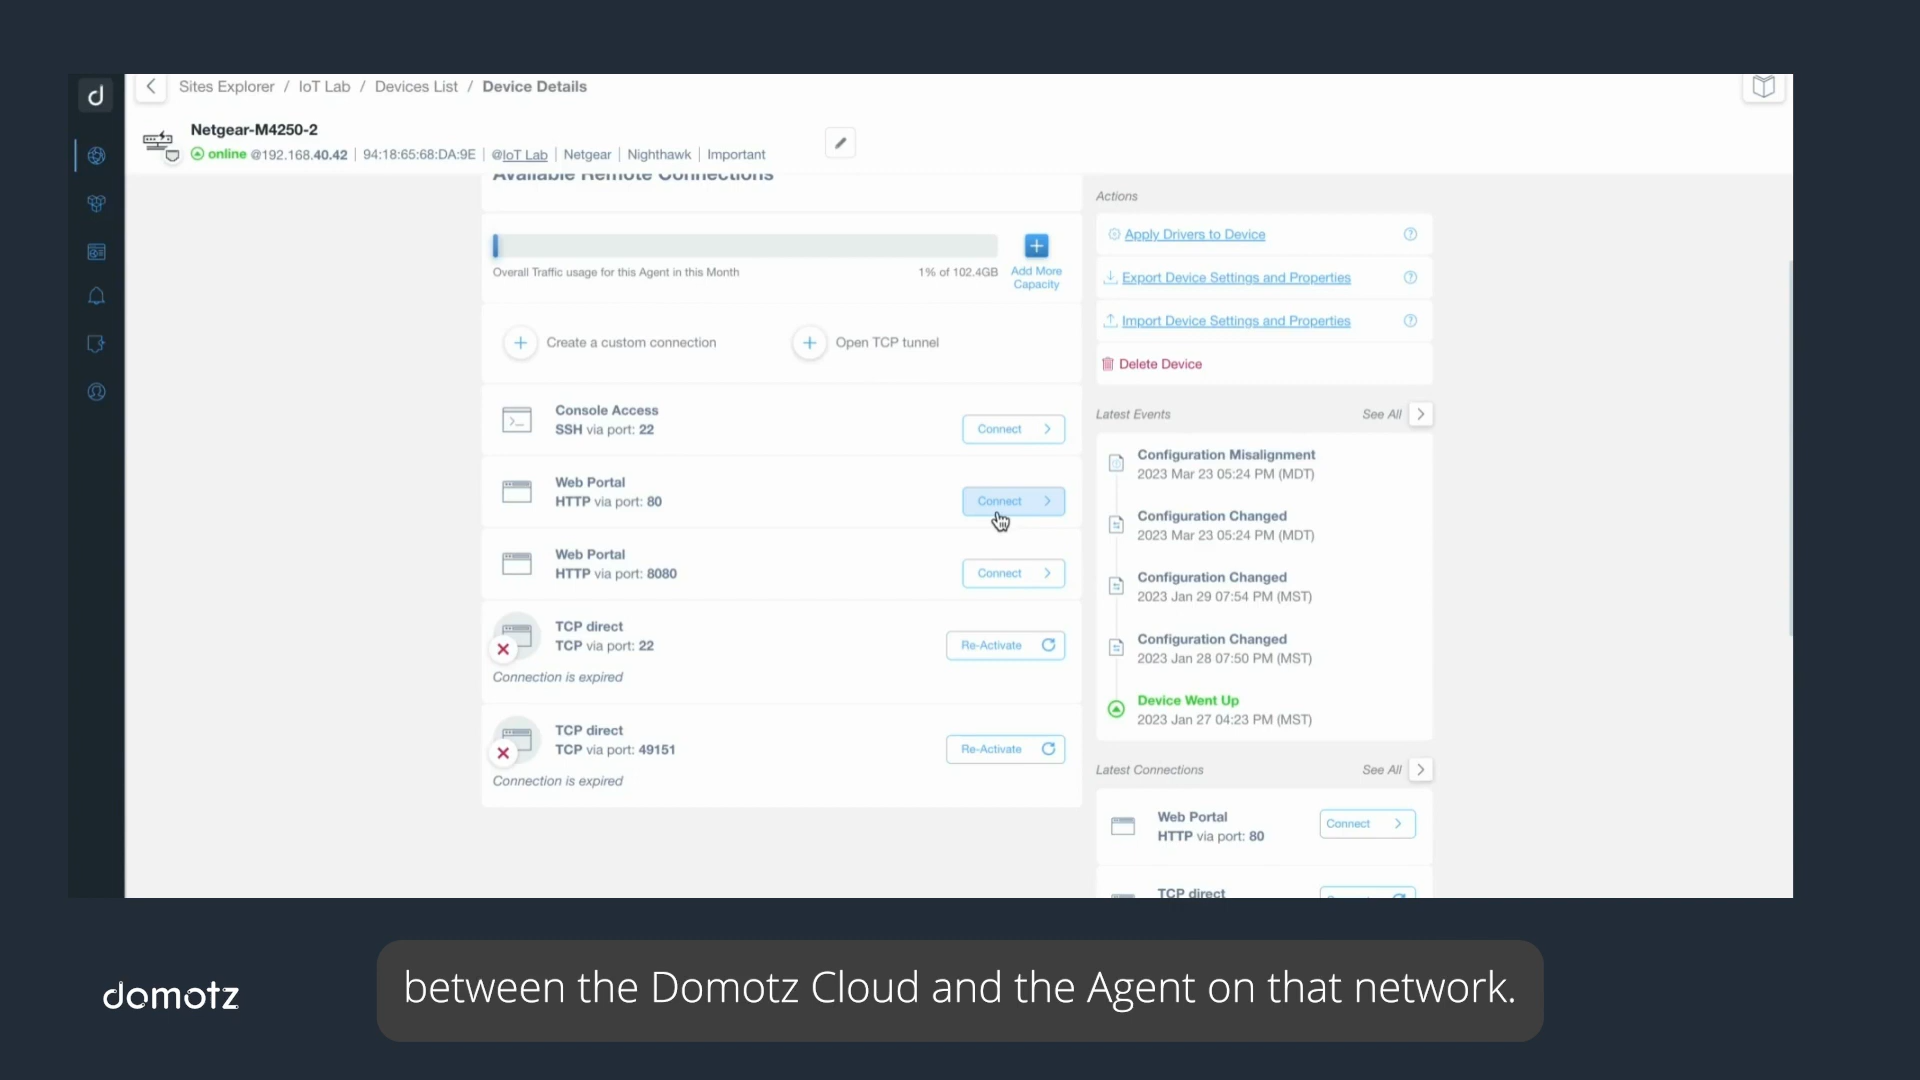 d
Sites Explorer / IoT Lab / Devices List / Device Details
Netgear-M4250-2
online @192.168.40.42 | 94:18:65:68:DA:9E | @IoT Lab | Netgear | Nighthawk | Important
Available Remote Connections
Overall Traffic usage for this Agent in this Month
1% of 102.4GB
Add More
Capacity
Create a custom connection
Open TCP tunnel
Console Access
SSH via port: 22
Connect
Web Portal
HTTP via port: 80
Connect
Web Portal
HTTP via port: 8080
Connect
TCP direct
TCP via port: 22
Re-Activate
Connection is expired
TCP direct
TCP via port: 49151
Re-Activate
Connection is expired
Actions
Apply Drivers to Device
Export Device Settings and Properties
Import Device Settings and Properties
Delete Device
Latest Events
See All
Configuration Misalignment
2023 Mar 23 05:24 PM (MDT)
Configuration Changed
2023 Mar 23 05:24 PM (MDT)
Configuration Changed
2023 Jan 29 07:54 PM (MST)
Configuration Changed
2023 Jan 28 07:50 PM (MST)
Device Went Up
2023 Jan 27 04:23 PM (MST)
Latest Connections
See All
Web Portal
HTTP via port: 80
Connect
TCP direct
domotz
between the Domotz Cloud and the Agent on that network.